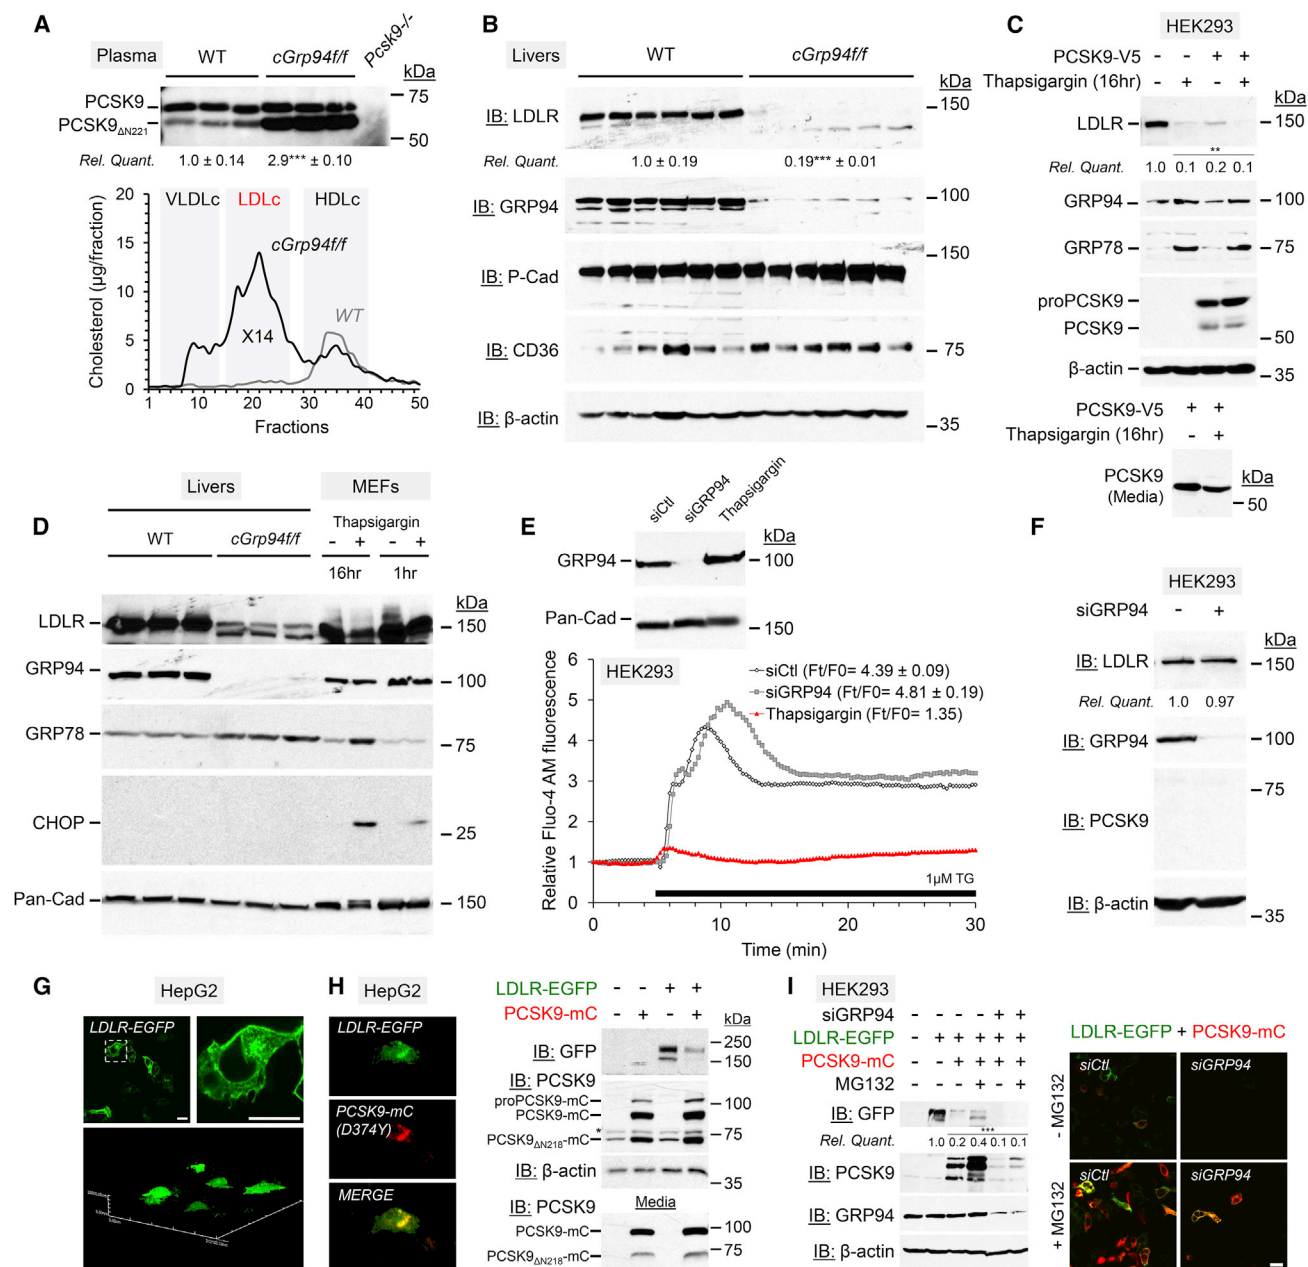 A
Plasma
WT
cGrp94f/f
Pcsk9-/-
kDa
PCSK9
75
PCSK9ΔN221
50
Rel. Quant. 1.0 ± 0.14 2.9*** ± 0.10
Cholesterol (µg/fraction)
20
15
10
5
0
VLDLc
LDLc
HDLc
cGrp94f/f
WT
X14
1 10 20 30 40 50
Fractions
B
Livers
WT
cGrp94f/f
kDa
IB: LDLR
150
Rel. Quant. 1.0 ± 0.19 0.19*** ± 0.01
IB: GRP94
100
150
IB: P-Cad
IB: CD36
75
IB: β-actin
35
C
HEK293
PCSK9-V5 - - + +
Thapsigargin (16hr) - + - +
kDa
LDLR
150
**
Rel. Quant. 1.0 0.1 0.2 0.1
GRP94
100
GRP78
75
proPCSK9
PCSK9
50
β-actin
35
PCSK9-V5 + +
Thapsigargin (16hr) - +
PCSK9
(Media)
kDa
50
D
Livers
MEFs
Thapsigargin
WT
cGrp94f/f
- + - +
16hr 1hr
kDa
LDLR
150
GRP94
100
GRP78
75
CHOP
25
Pan-Cad
150
E
siCtl
siGRP94
Thapsigargin
kDa
GRP94
100
Pan-Cad
150
HEK293
siCtl (Ft/F0= 4.39 ± 0.09)
siGRP94 (Ft/F0= 4.81 ± 0.19)
Thapsigargin (Ft/F0= 1.35)
Relative Fluo-4 AM fluorescence
6
5
4
3
2
1
0
1µM TG
0 10 20 30
Time (min)
F
HEK293
siGRP94 - +
kDa
IB: LDLR
150
Rel. Quant. 1.0 0.97
IB: GRP94
100
75
IB: PCSK9
IB: β-actin
35
G
HepG2
LDLR-EGFP
H
HepG2
LDLR-EGFP
PCSK9-mC
(D374Y)
MERGE
LDLR-EGFP - - + +
PCSK9-mC - + - +
kDa
IB: GFP
250
150
IB: PCSK9
proPCSK9-mC
100
PCSK9-mC
*
75
PCSK9ΔN218-mC
IB: β-actin
35
IB: PCSK9
Media
PCSK9-mC
100
PCSK9ΔN218-mC
75
I
HEK293
siGRP94 - - - - + +
LDLR-EGFP - + + + + +
PCSK9-mC - - + + + +
MG132 - - - + - +
IB: GFP
***
Rel. Quant. 1.0 0.2 0.4 0.1 0.1
IB: PCSK9
IB: GRP94
IB: β-actin
LDLR-EGFP + PCSK9-mC
siCtl
siGRP94
- MG132
siCtl
siGRP94
+ MG132